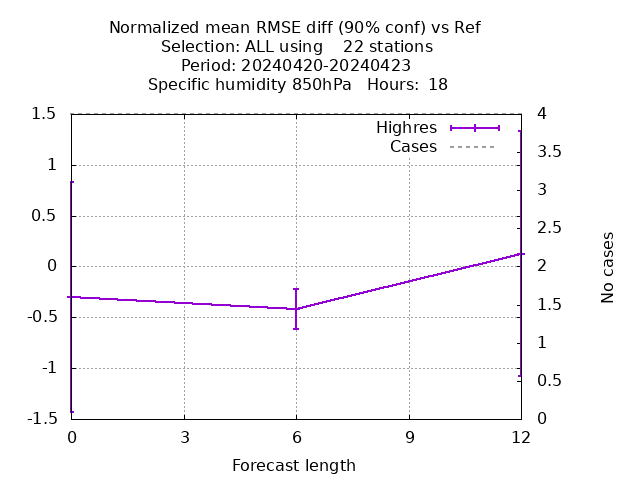 Normalized mean RMSE diff (90% conf) vs Ref
Selection: ALL using    22 stations
Period: 20240420-20240423
Specific humidity 850hPa   Hours:  18
1.5
1
0.5
0
-0.5
-1
-1.5
Highres
Cases
4
3.5
3
2.5
2
1.5
1
0.5
0
No cases
0
3
6
9
12
Forecast length